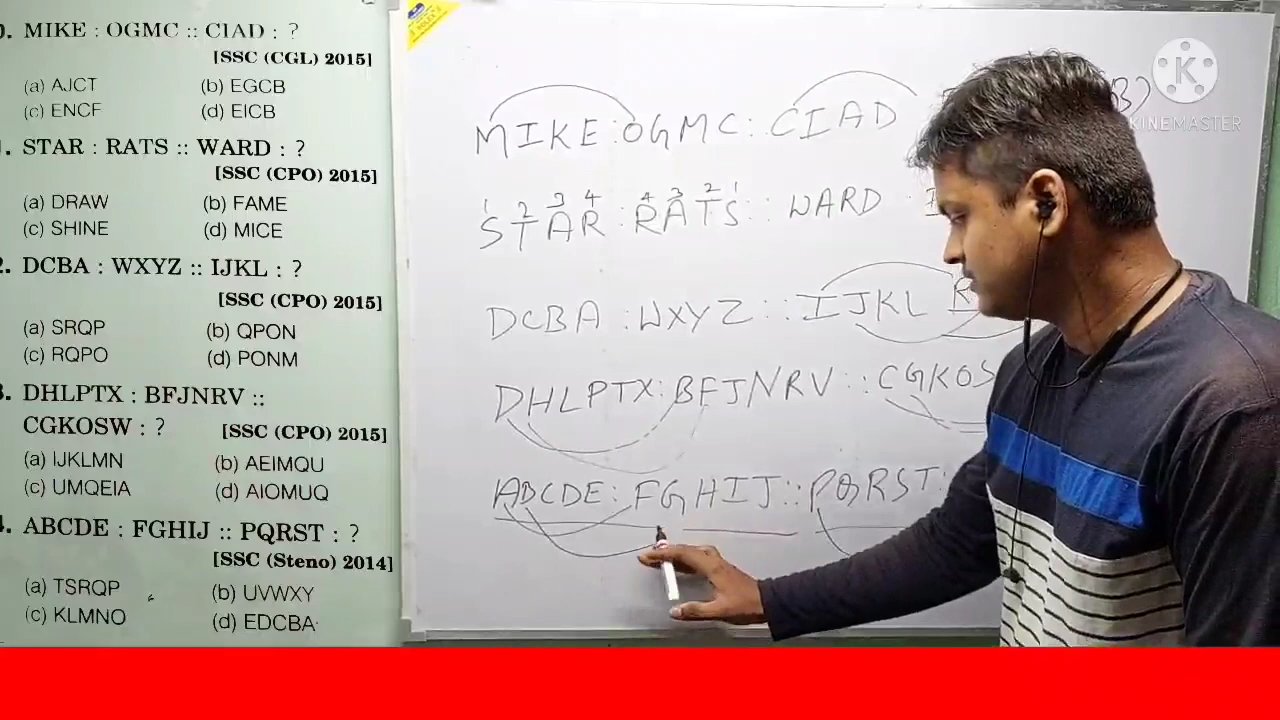 0. MIKE : OGMC :: CIAD : ?
[SSC (CGL) 2015]
(a) AJCT (b) EGCB
(c) ENCF (d) EICB
1. STAR : RATS :: WARD : ?
[SSC (CPO) 2015]
(a) DRAW (b) FAME
(c) SHINE (d) MICE
2. DCBA : WXYZ :: IJKL : ?
[SSC (CPO) 2015]
(a) SRQP (b) QPON
(c) RQPO (d) PONM
3. DHLPTX : BFJNRV ::
CGKOSW : ? [SSC (CPO) 2015]
(a) IJKLMN (b) AEIMQU
(c) UMQEIA (d) AIOMUQ
4. ABCDE : FGHIJ :: PQRST : ?
[SSC (Steno) 2014]
(a) TSRQP (b) UVWXY
(c) KLMNO (d) EDCBA
MIKE : OGMC :: CIAD
1 2 3 4 4 3 2 1
STAR : RATS :: WARD
DCBA : WXYZ :: IJKL
DHLPTX : BFJNRV :: CGKOS
ABCDE : FGHIJ :: PQRST :
K
KINEMASTER